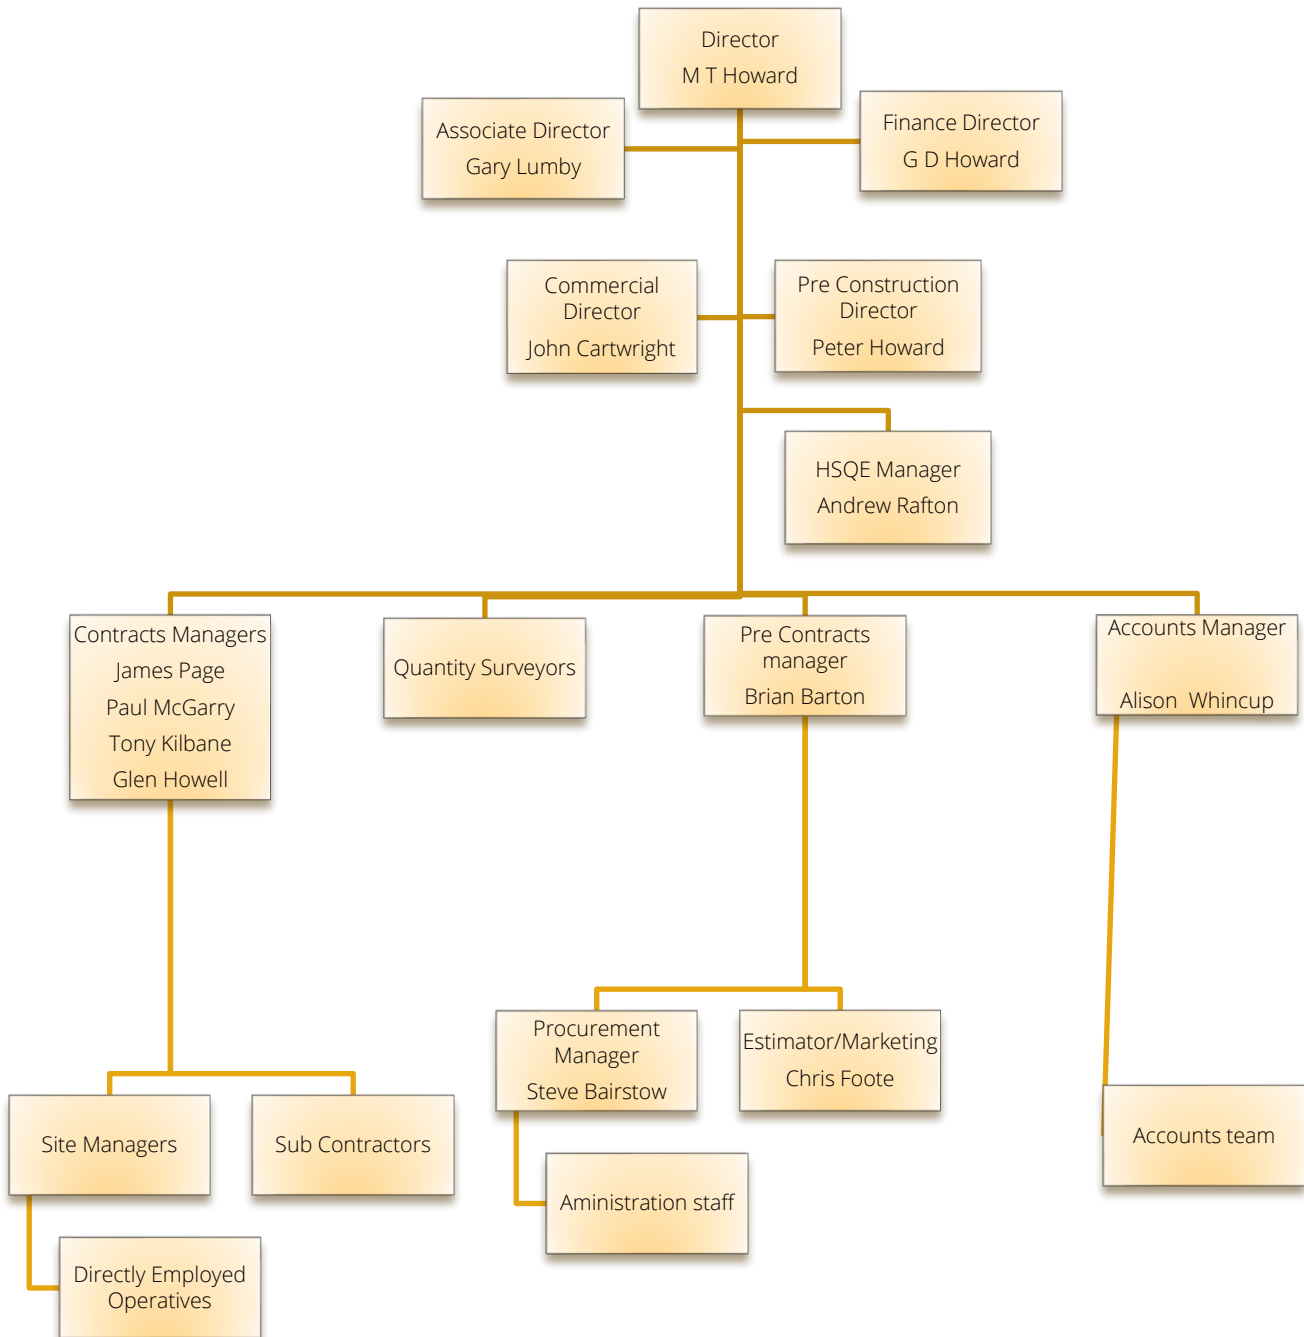 Director
M T Howard
Associate Director
Gary Lumby
Finance Director
G D Howard
Commercial
Director
John Cartwright
Pre Construction
Director
Peter Howard
HSQE Manager
Andrew Rafton
Contracts Managers
James Page
Paul McGarry
Tony Kilbane
Glen Howell
Quantity Surveyors
Pre Contracts
manager
Brian Barton
Accounts Manager
Alison  Whincup
Procurement
Manager
Steve Bairstow
Estimator/Marketing
Chris Foote
Site Managers
Sub Contractors
Accounts team
Aministration staff
Directly Employed
Operatives